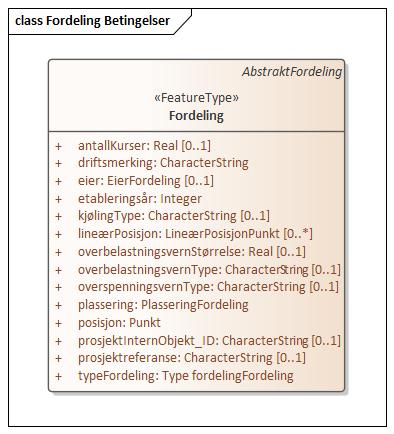 class Fordeling Betingelser
AbstraktFordeling
«FeatureType»
Fordeling
+ antallKurser: Real [0..1]
+ driftsmerking: CharacterString
+ eier: EierFordeling [0..1]
+ etableringsår: Integer
+ kjølingType: CharacterString [0..1]
+ lineærPosisjon: LineærPosisjonPunkt [0..*]
+ overbelastningsvernStørrelse: Real [0..1]
+ overbelastningsvernType: CharacterString [0..1]
+ overspenningsvernType: CharacterString [0..1]
+ plassering: PlasseringFordeling
+ posisjon: Punkt
+ prosjektInternObjekt_ID: CharacterString [0..1]
+ prosjektreferanse: CharacterString [0..1]
+ typeFordeling: Type fordelingFordeling